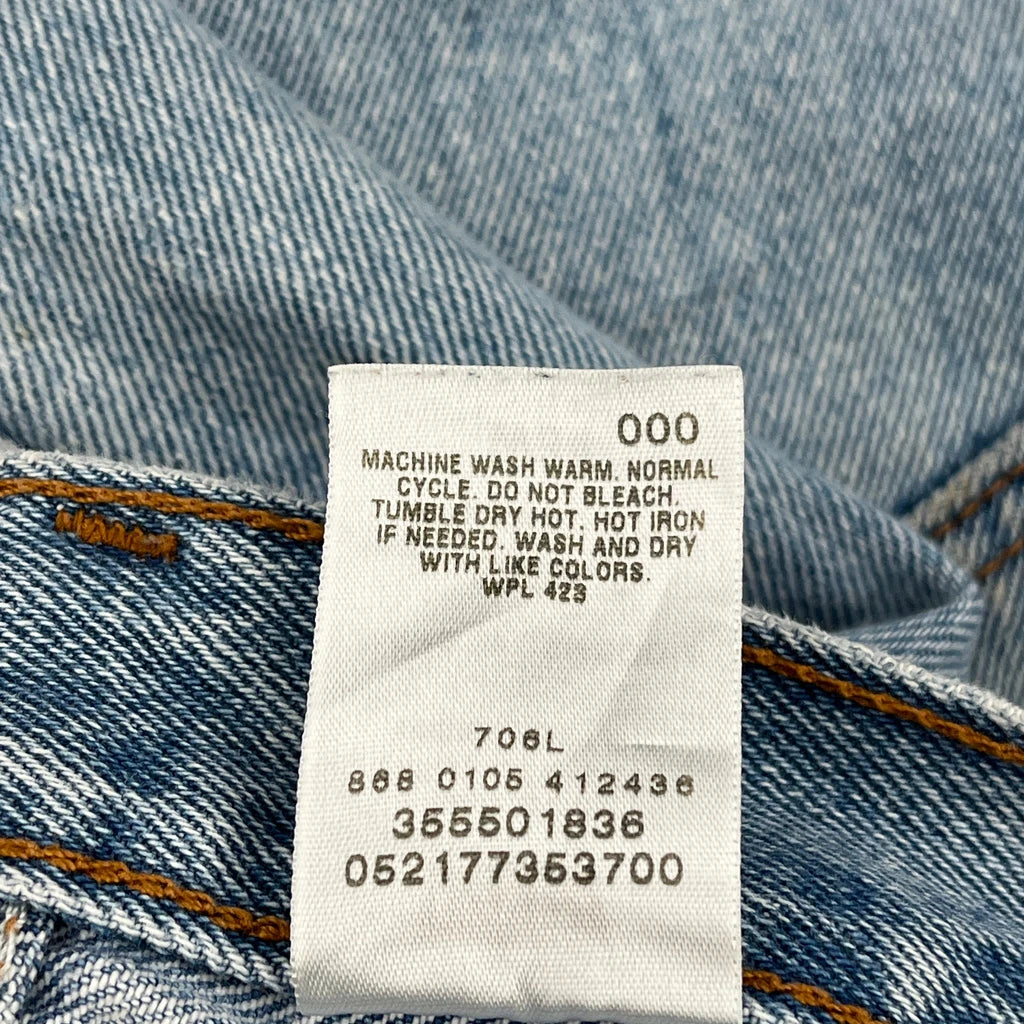 000
MACHINE WASH WARM. NORMAL
CYCLE. DO NOT BLEACH.
TUMBLE DRY HOT. HOT IRON
IF NEEDED. WASH AND DRY
WITH LIKE COLORS.
WPL 423
706L
868 0105 412436
355501836
052177353700